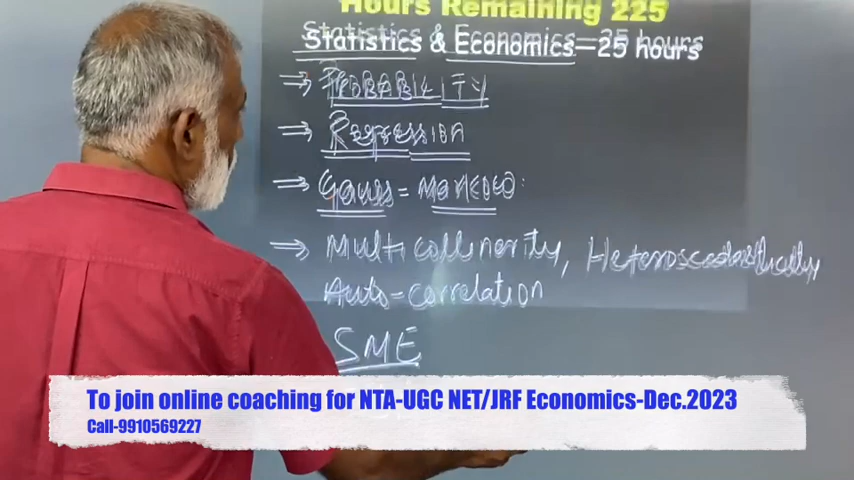 Hours Remaining 225
Statistics & Economics - 25 hours
⇒ PROBABILITY
⇒ Regression
⇒ Gauss = MARKEO:
⇒ Multicollinearity, Heteroscedasticity
Auto-correlation
SME
To join online coaching for NTA-UGC NET/JRF Economics-Dec.2023
Call-9910569227